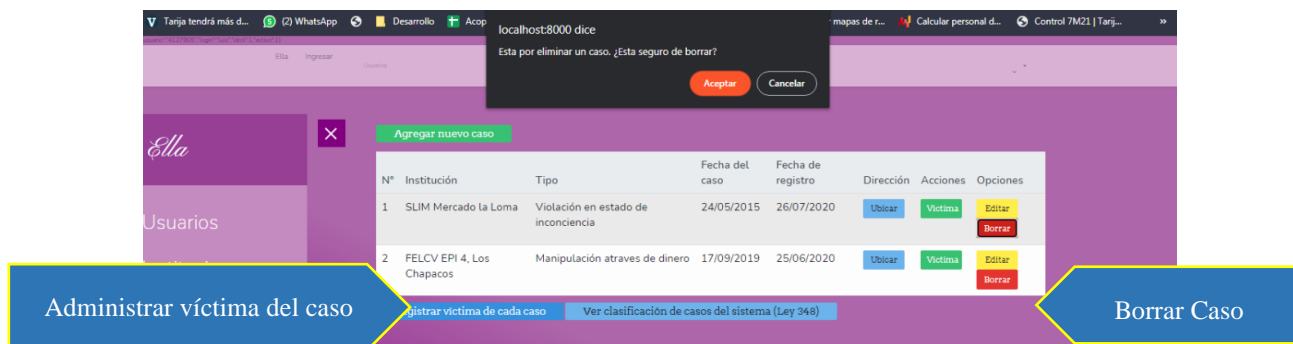 Tarija tendrá más d... (2) WhatsApp Desarrollo Acop mapas de r... Calcular personal d... Control 7M21 | Tarij... »
localhost:8000 dice
Esta por eliminar un caso. ¿Esta seguro de borrar?
Aceptar Cancelar
Ella Ingresar
Ella
Agregar nuevo caso
N° Institución Tipo Fecha del caso Fecha de registro Dirección Acciones Opciones
1 SLIM Mercado la Loma Violación en estado de 24/05/2015 26/07/2020 Ubicar Victima Editar
inconciencia Borrar
Usuarios
2 FELCV EPI 4, Los Manipulación atraves de dinero 17/09/2019 25/06/2020 Ubicar Victima Editar
Chapacos Borrar
Administrar víctima del caso
gistrar victima de cada caso Ver clasificación de casos del sistema (Ley 348)
Borrar Caso